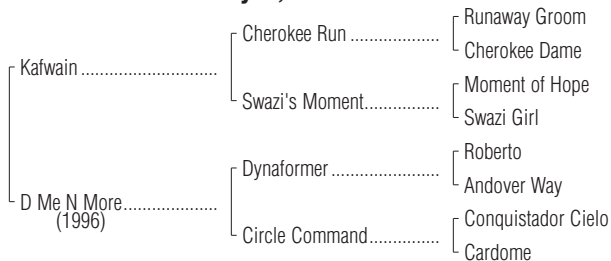 Runaway Groom
Cherokee Run ...................
Cherokee Dame
Kafwain .............................
Moment of Hope
Swazi's Moment................
Swazi Girl
Roberto
Dynaformer .......................
Andover Way
D Me N More....................
(1996)
Conquistador Cielo
Circle Command...............
Cardome